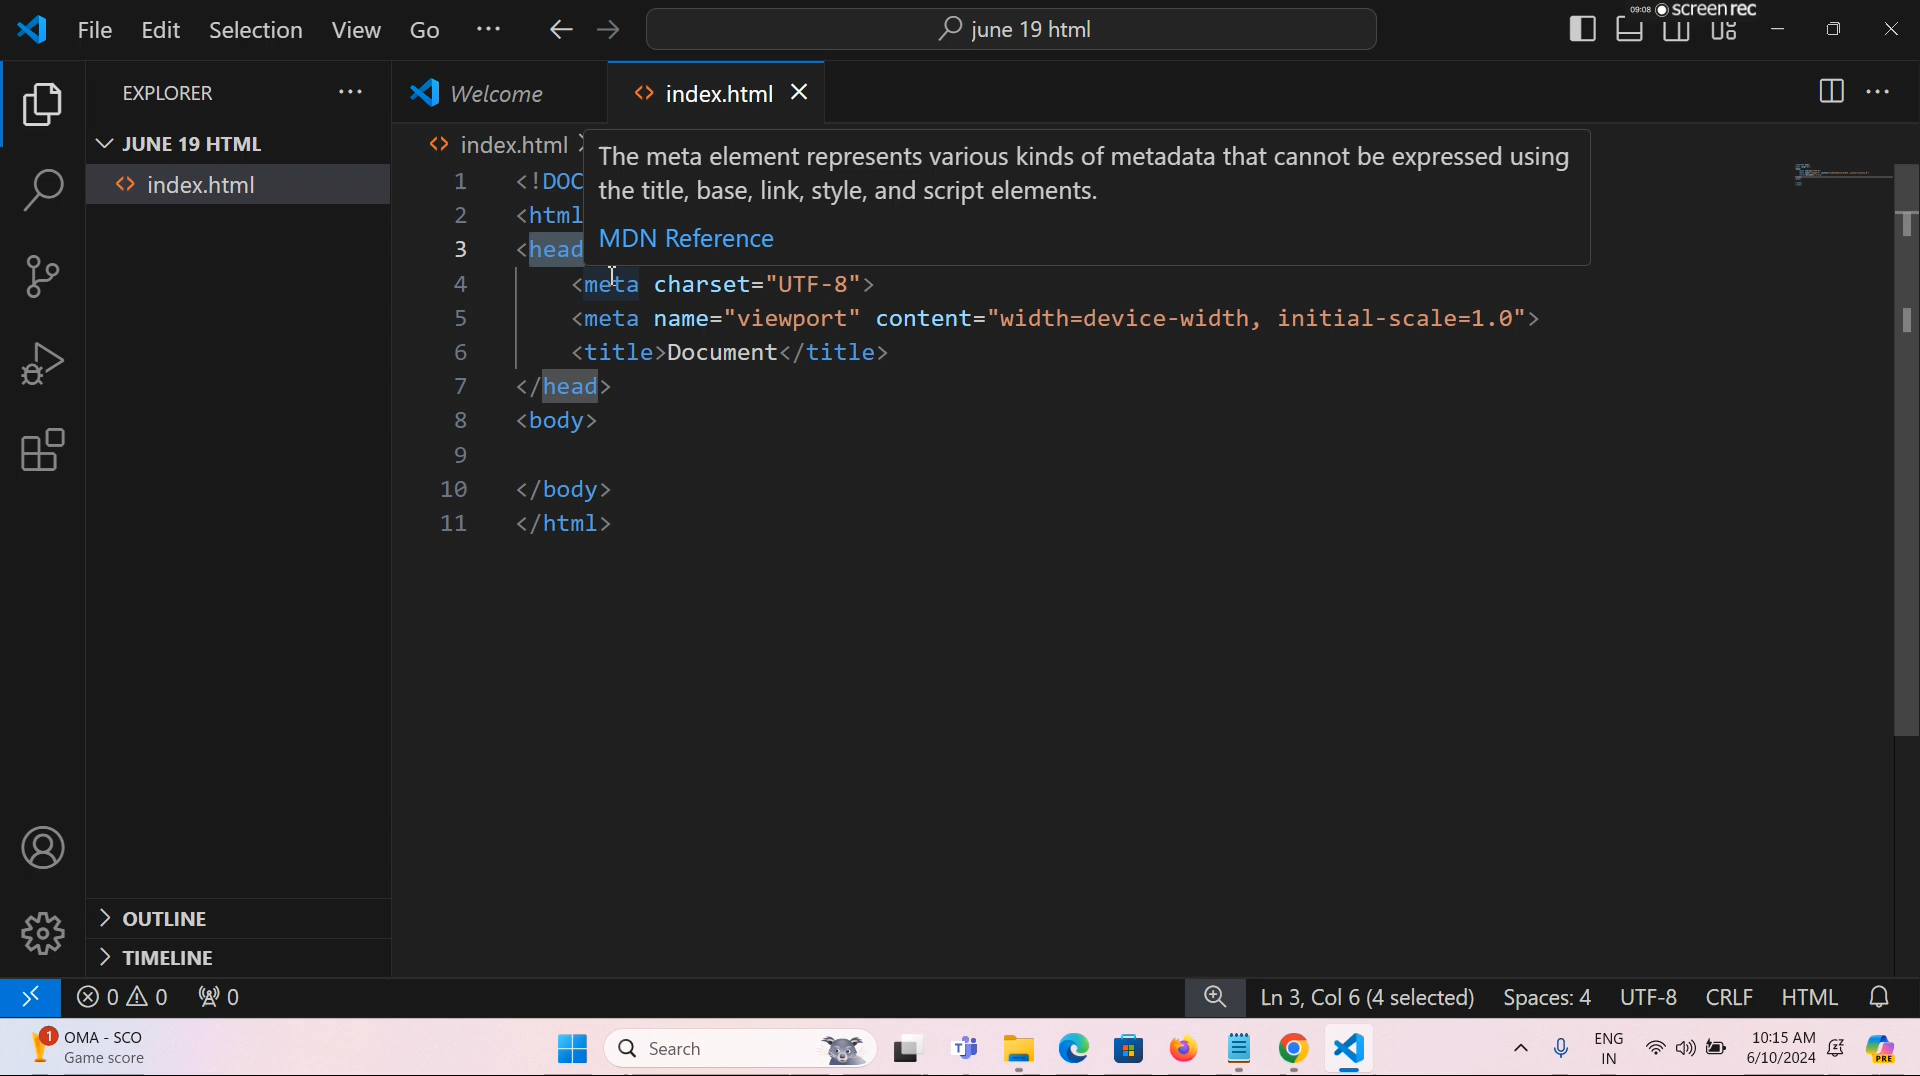 File Edit Selection View Go ··· june 19 html 09:08 screenrec
EXPLORER ···
JUNE 19 HTML
index.html
OUTLINE
TIMELINE
Welcome index.html
index.html
The meta element represents various kinds of metadata that cannot be expressed using
the title, base, link, style, and script elements.
MDN Reference
1 <!DOC
2 <html
3 <head
4 <meta charset="UTF-8">
5 <meta name="viewport" content="width=device-width, initial-scale=1.0">
6 <title>Document</title>
7 </head>
8 <body>
9
10 </body>
11 </html>
0 0 0 Ln 3, Col 6 (4 selected) Spaces: 4 UTF-8 CRLF HTML
1 OMA - SCO
Game score
Search
ENG
IN
10:15 AM
6/10/2024
PRE